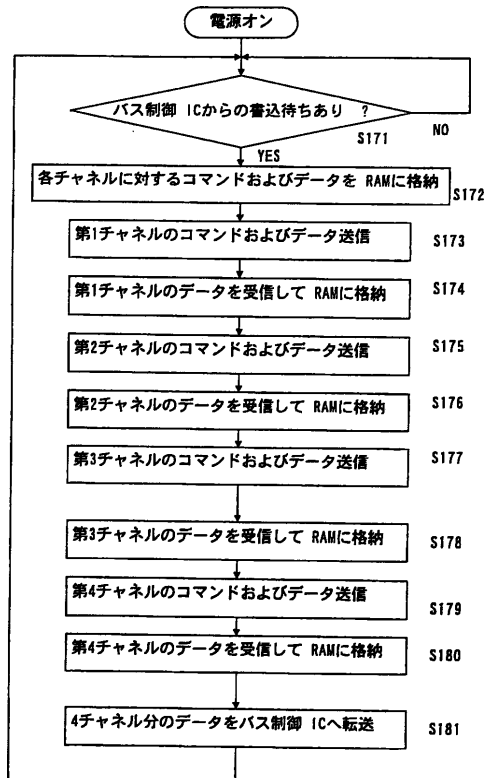 電源オン
バス制御 ICからの書込待ちあり ?
S171
NO
YES
各チャネルに対するコマンドおよびデータを RAMに格納
S172
第1チャネルのコマンドおよびデータ送信
S173
第1チャネルのデータを受信して RAMに格納
S174
第2チャネルのコマンドおよびデータ送信
S175
第2チャネルのデータを受信して RAMに格納
S176
第3チャネルのコマンドおよびデータ送信
S177
第3チャネルのデータを受信して RAMに格納
S178
第4チャネルのコマンドおよびデータ送信
S179
第4チャネルのデータを受信して RAMに格納
S180
4チャネル分のデータをバス制御 ICへ転送
S181